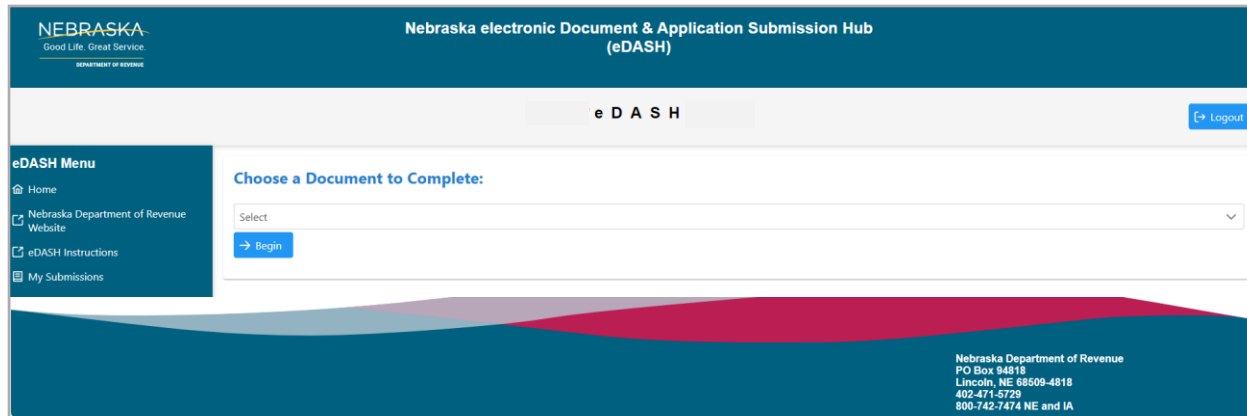 NEBRASKA
Good Life. Great Service.
DEPARTMENT OF REVENUE
Nebraska electronic Document & Application Submission Hub
(eDASH)
e D A S H
Logout
eDASH Menu
Home
Nebraska Department of Revenue
Website
eDASH Instructions
My Submissions
Choose a Document to Complete:
Select
Begin
Nebraska Department of Revenue
PO Box 94818
Lincoln, NE 68509-4818
402-471-5729
800-742-7474 NE and IA